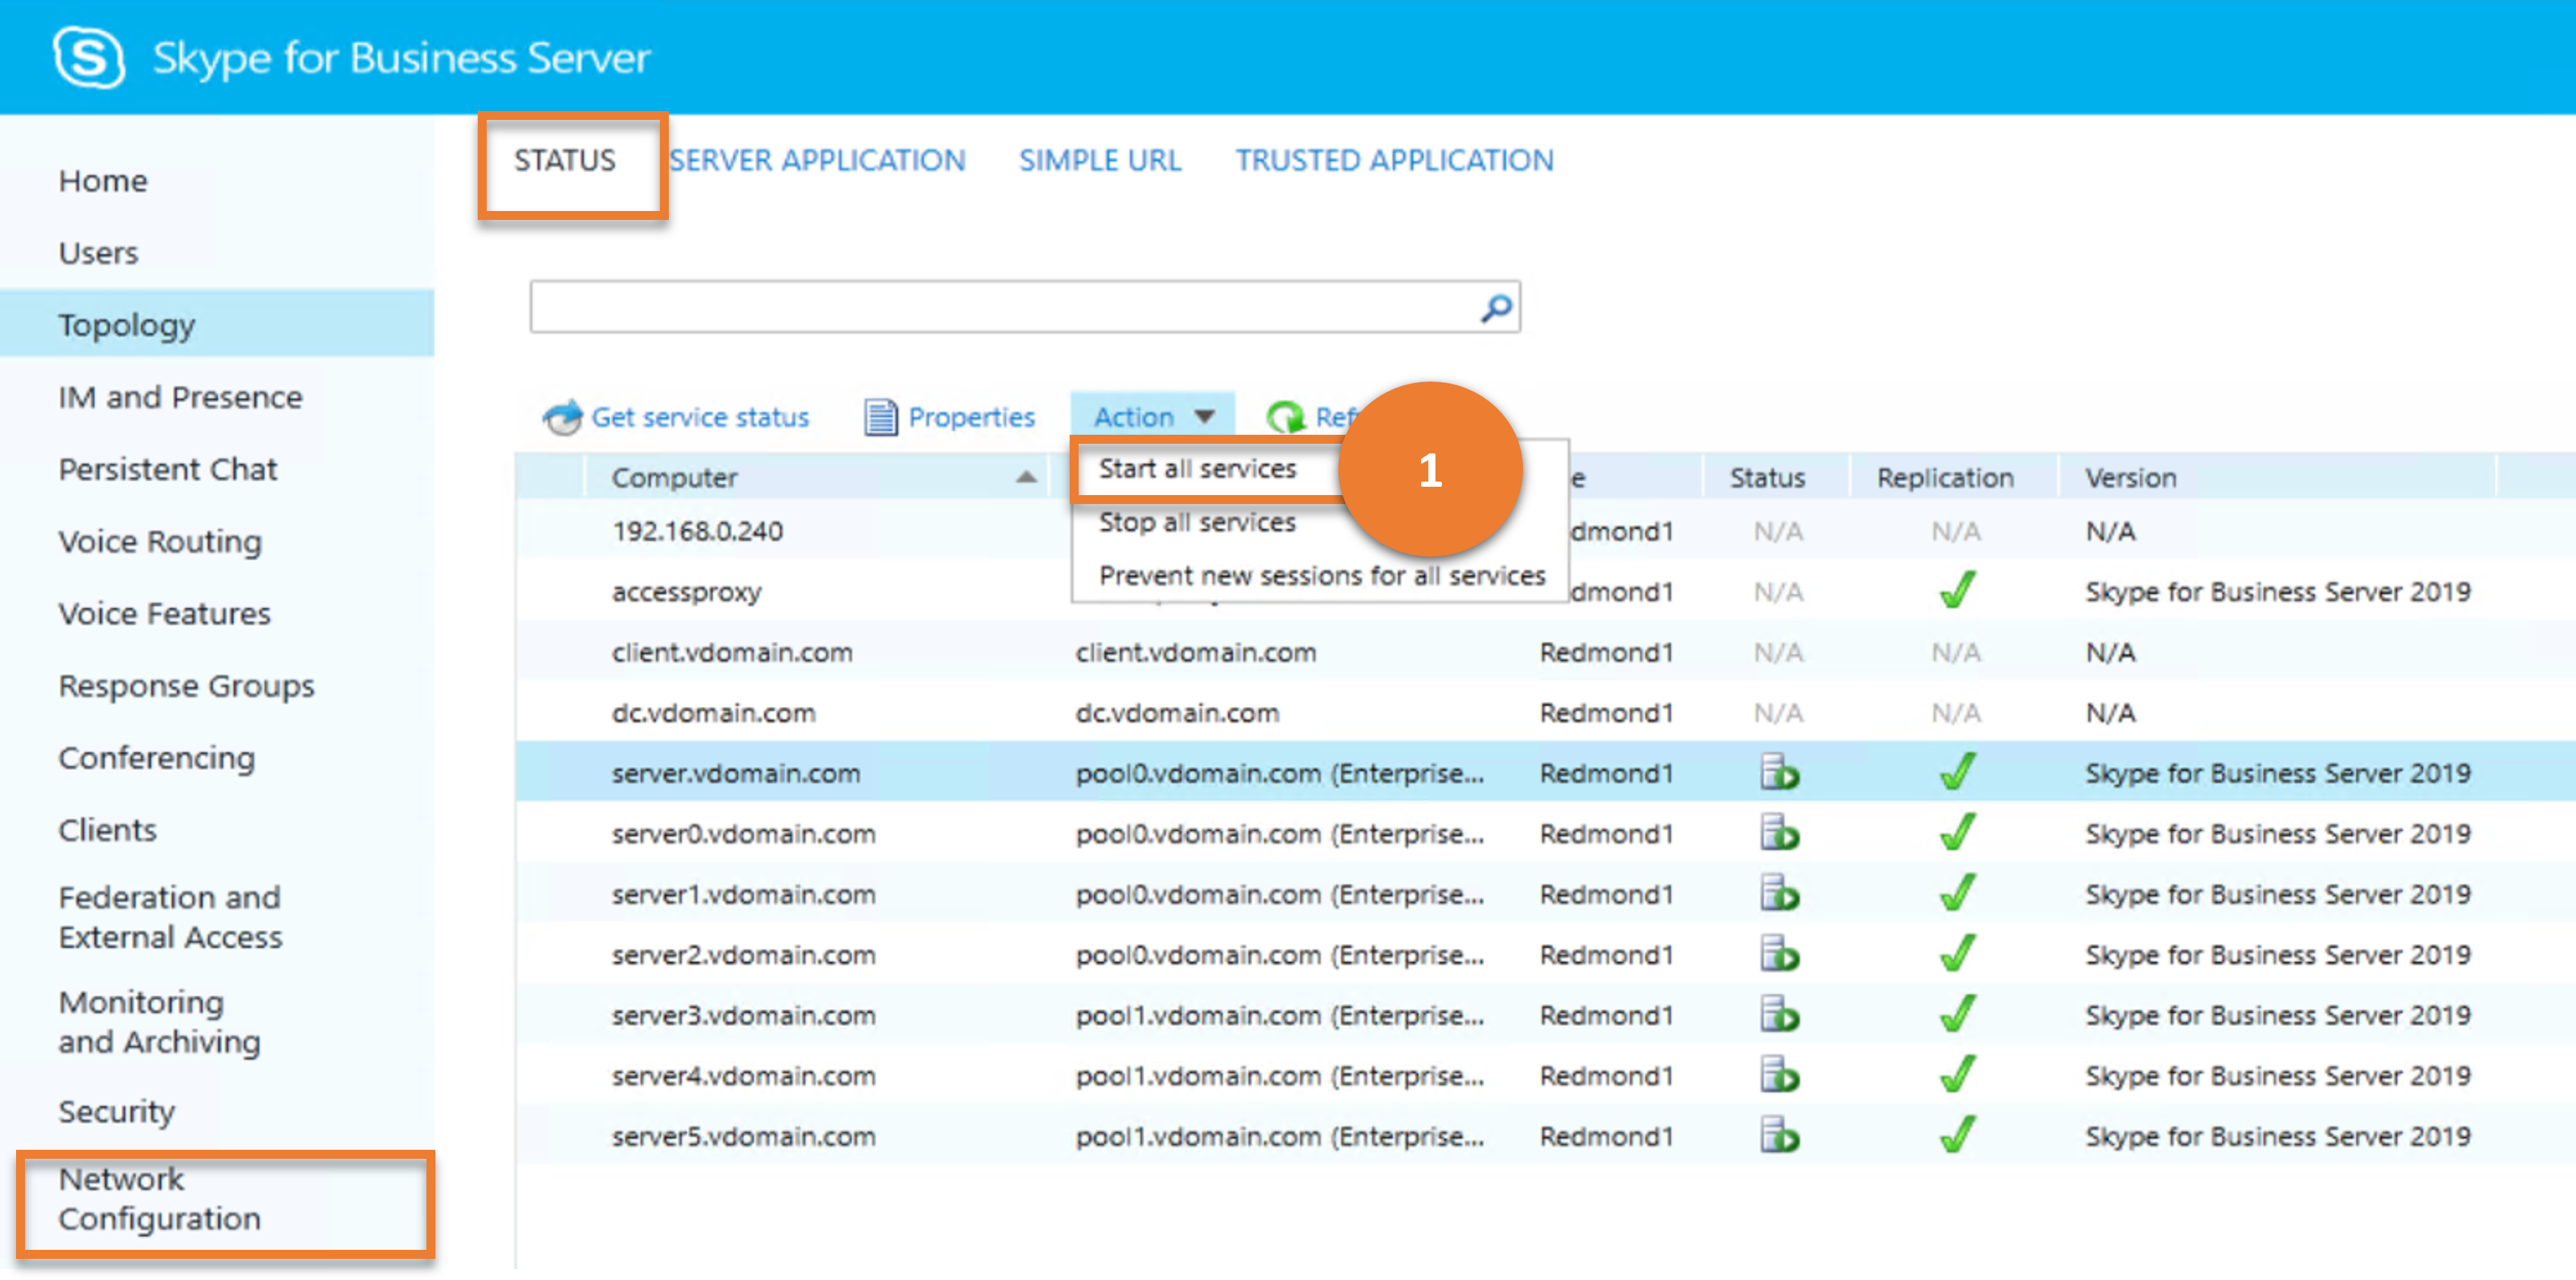 Skype for Business Server
STATUS SERVER APPLICATION SIMPLE URL TRUSTED APPLICATION
Home
Users
Topology
IM and Presence
Persistent Chat
Voice Routing
Voice Features
Response Groups
Conferencing
Clients
Federation and
External Access
Monitoring
and Archiving
Security
Network
Configuration
Get service status Properties Action Ref
Start all services
Stop all services
Prevent new sessions for all services
1
Computer e Status Replication Version
192.168.0.240 dmond1 N/A N/A N/A
accessproxy dmond1 N/A Skype for Business Server 2019
client.vdomain.com client.vdomain.com Redmond1 N/A N/A N/A
dc.vdomain.com dc.vdomain.com Redmond1 N/A N/A N/A
server.vdomain.com pool0.vdomain.com (Enterprise... Redmond1 Skype for Business Server 2019
server0.vdomain.com pool0.vdomain.com (Enterprise... Redmond1 Skype for Business Server 2019
server1.vdomain.com pool0.vdomain.com (Enterprise... Redmond1 Skype for Business Server 2019
server2.vdomain.com pool0.vdomain.com (Enterprise... Redmond1 Skype for Business Server 2019
server3.vdomain.com pool1.vdomain.com (Enterprise... Redmond1 Skype for Business Server 2019
server4.vdomain.com pool1.vdomain.com (Enterprise... Redmond1 Skype for Business Server 2019
server5.vdomain.com pool1.vdomain.com (Enterprise... Redmond1 Skype for Business Server 2019